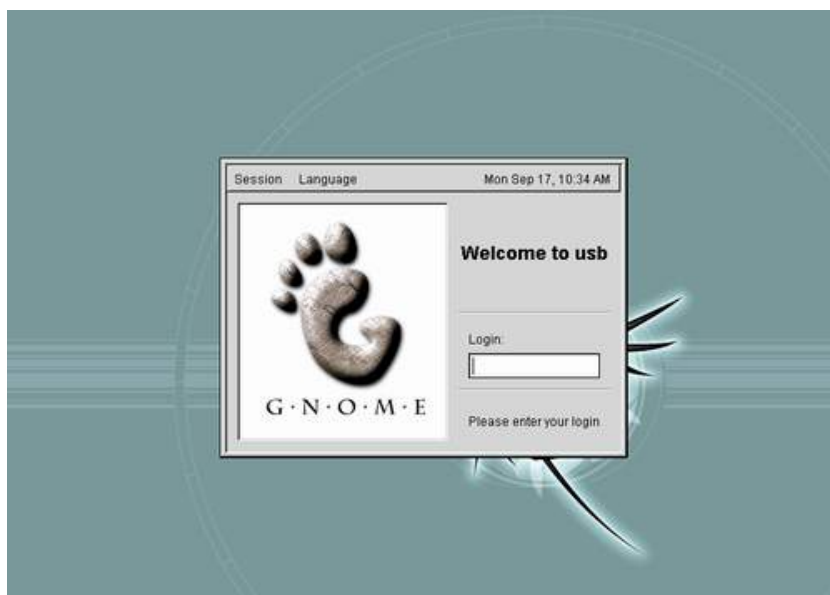 Session Language Mon Sep 17, 10:34 AM
Welcome to usb
Login:
G·N·O·M·E
Please enter your login